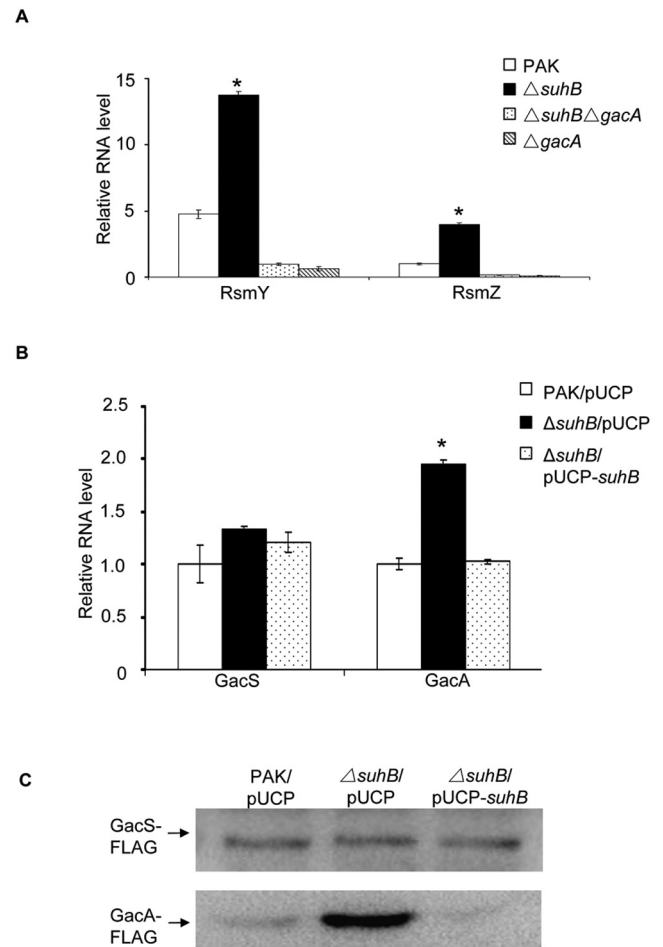 A
PAK
△suhB
△suhB△gacA
△gacA
15
10
5
0
Relative RNA level
*
*
RsmY
RsmZ
B
PAK/pUCP
ΔsuhB/pUCP
ΔsuhB/
pUCP-suhB
2.5
2.0
1.5
1.0
0.5
0
Relative RNA level
*
GacS
GacA
C
PAK/
pUCP
△suhB/
pUCP
△suhB/
pUCP-suhB
GacS-
FLAG
GacA-
FLAG